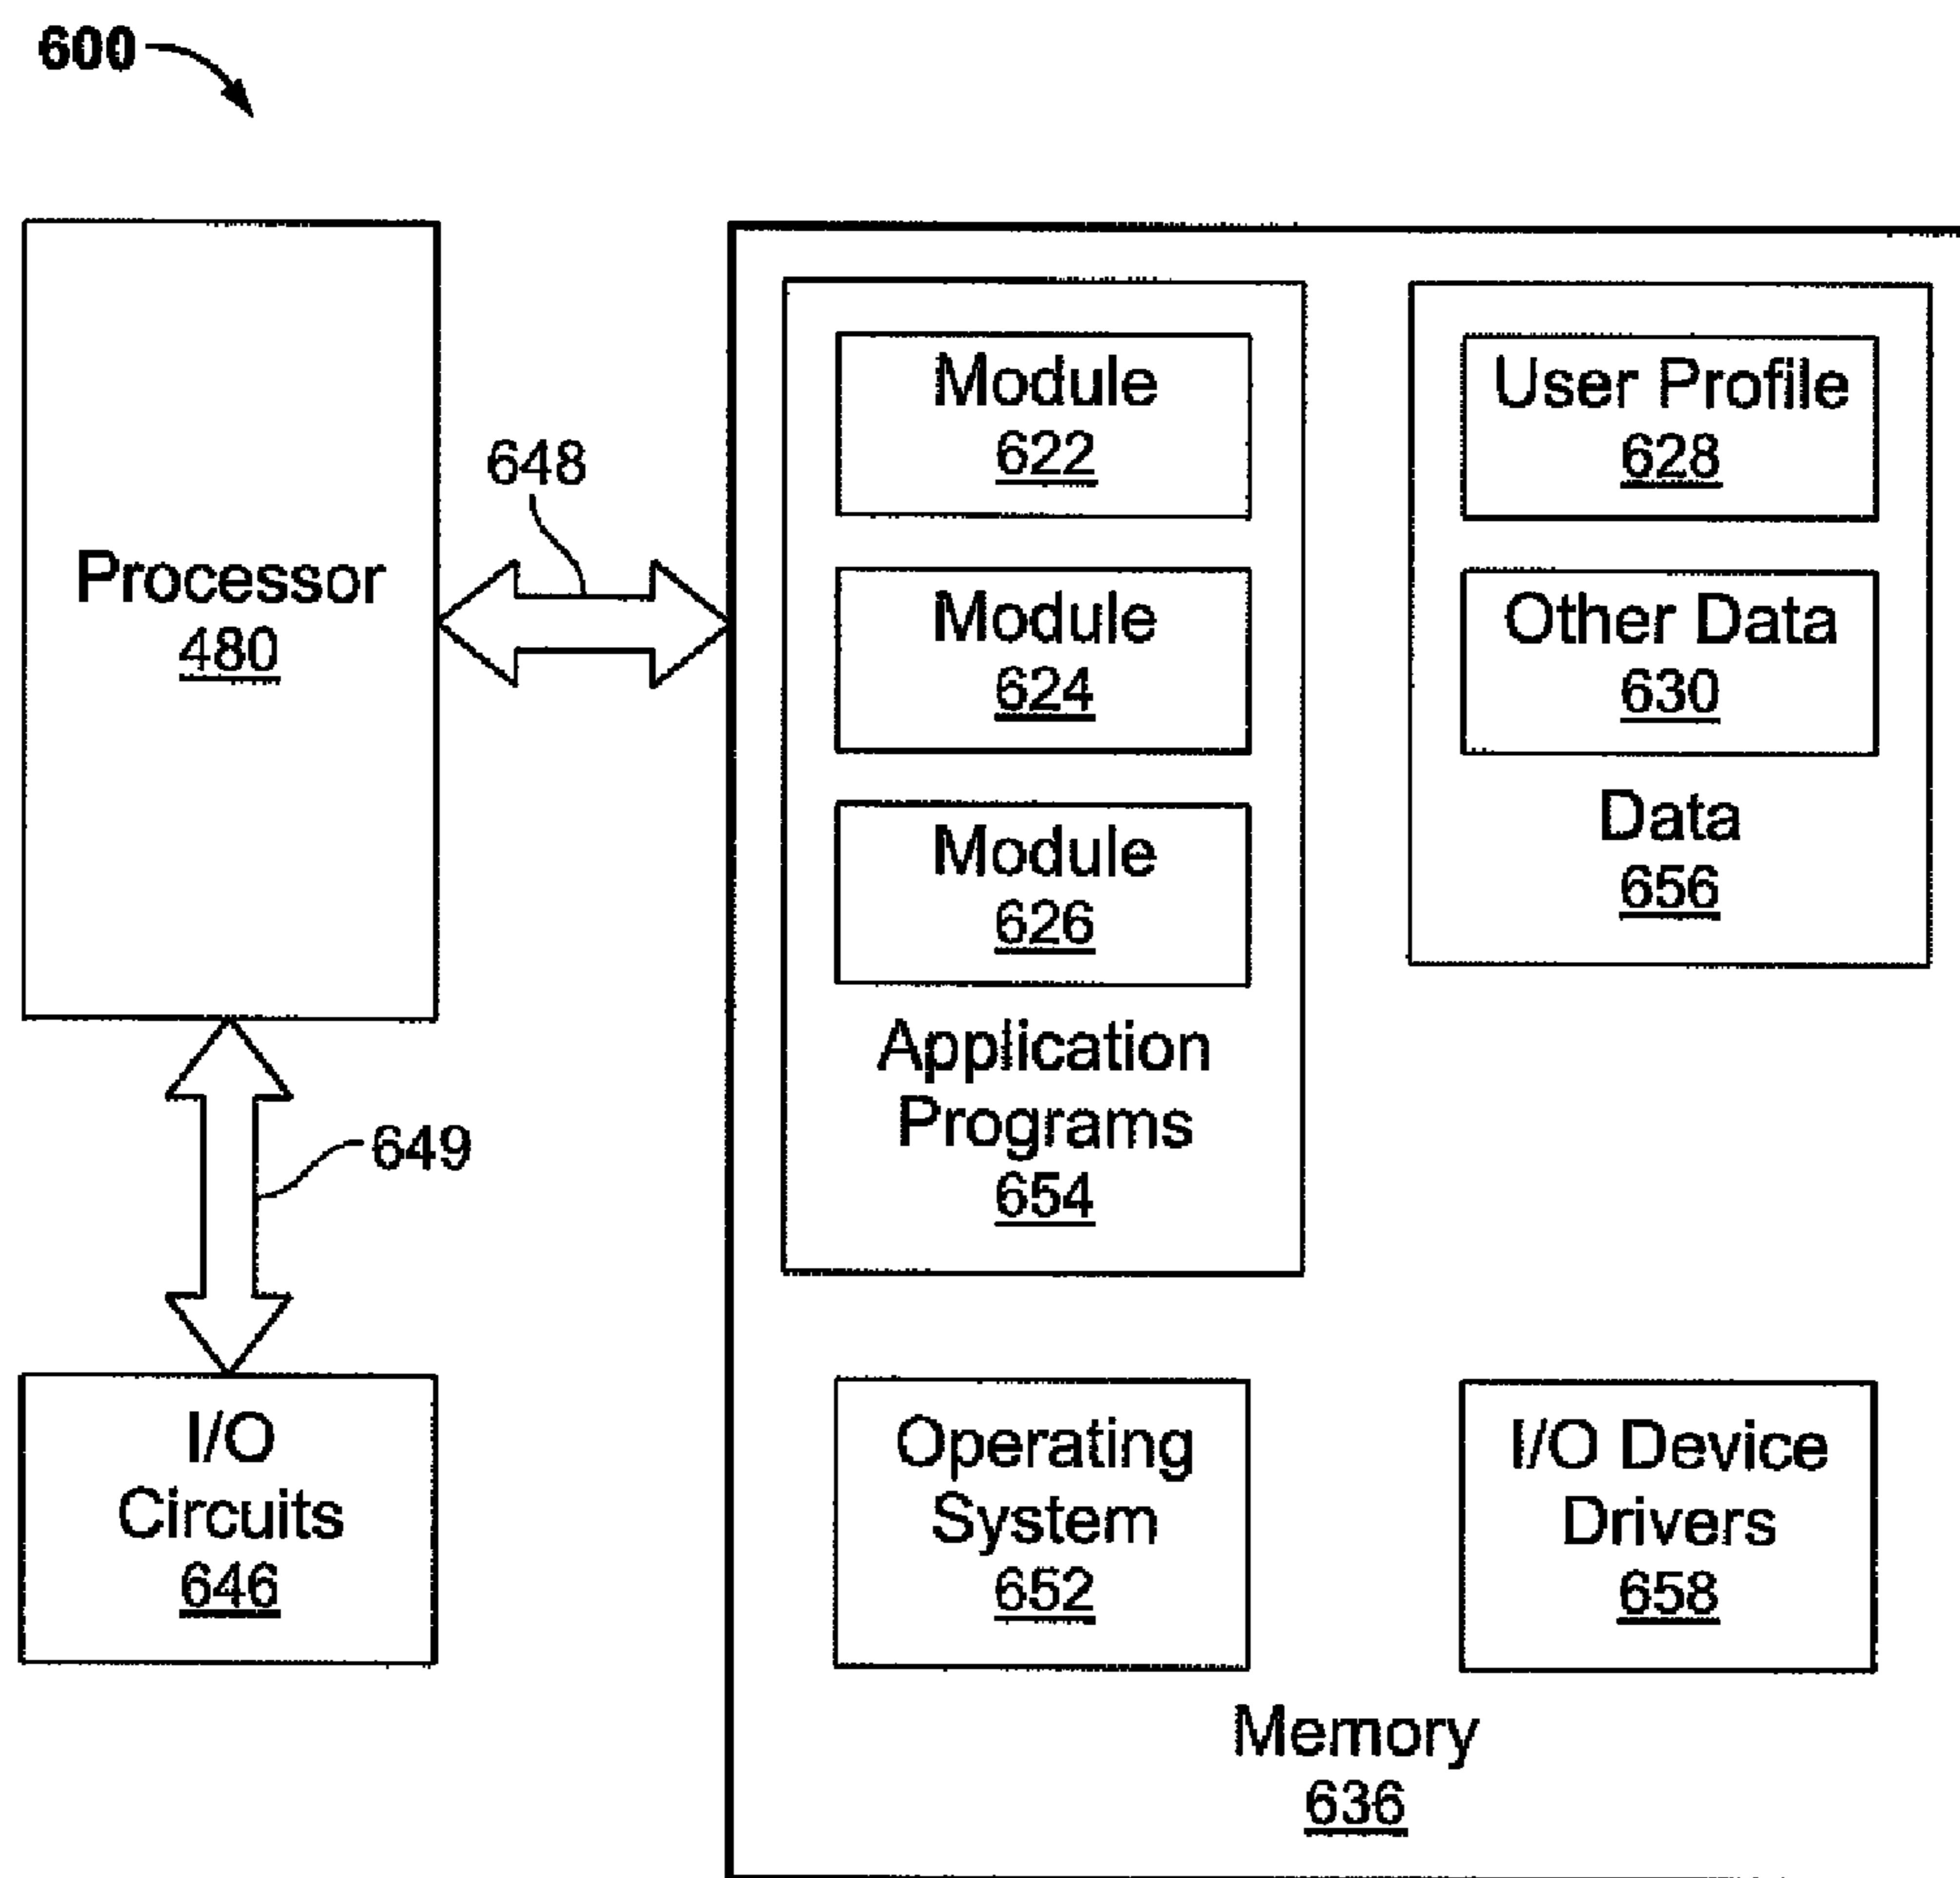 600
Processor
480
648
649
I/O
Circuits
646
Module
622
Module
624
Module
626
Application
Programs
654
User Profile
628
Other Data
630
Data
656
Operating
System
652
I/O Device
Drivers
658
Memory
636